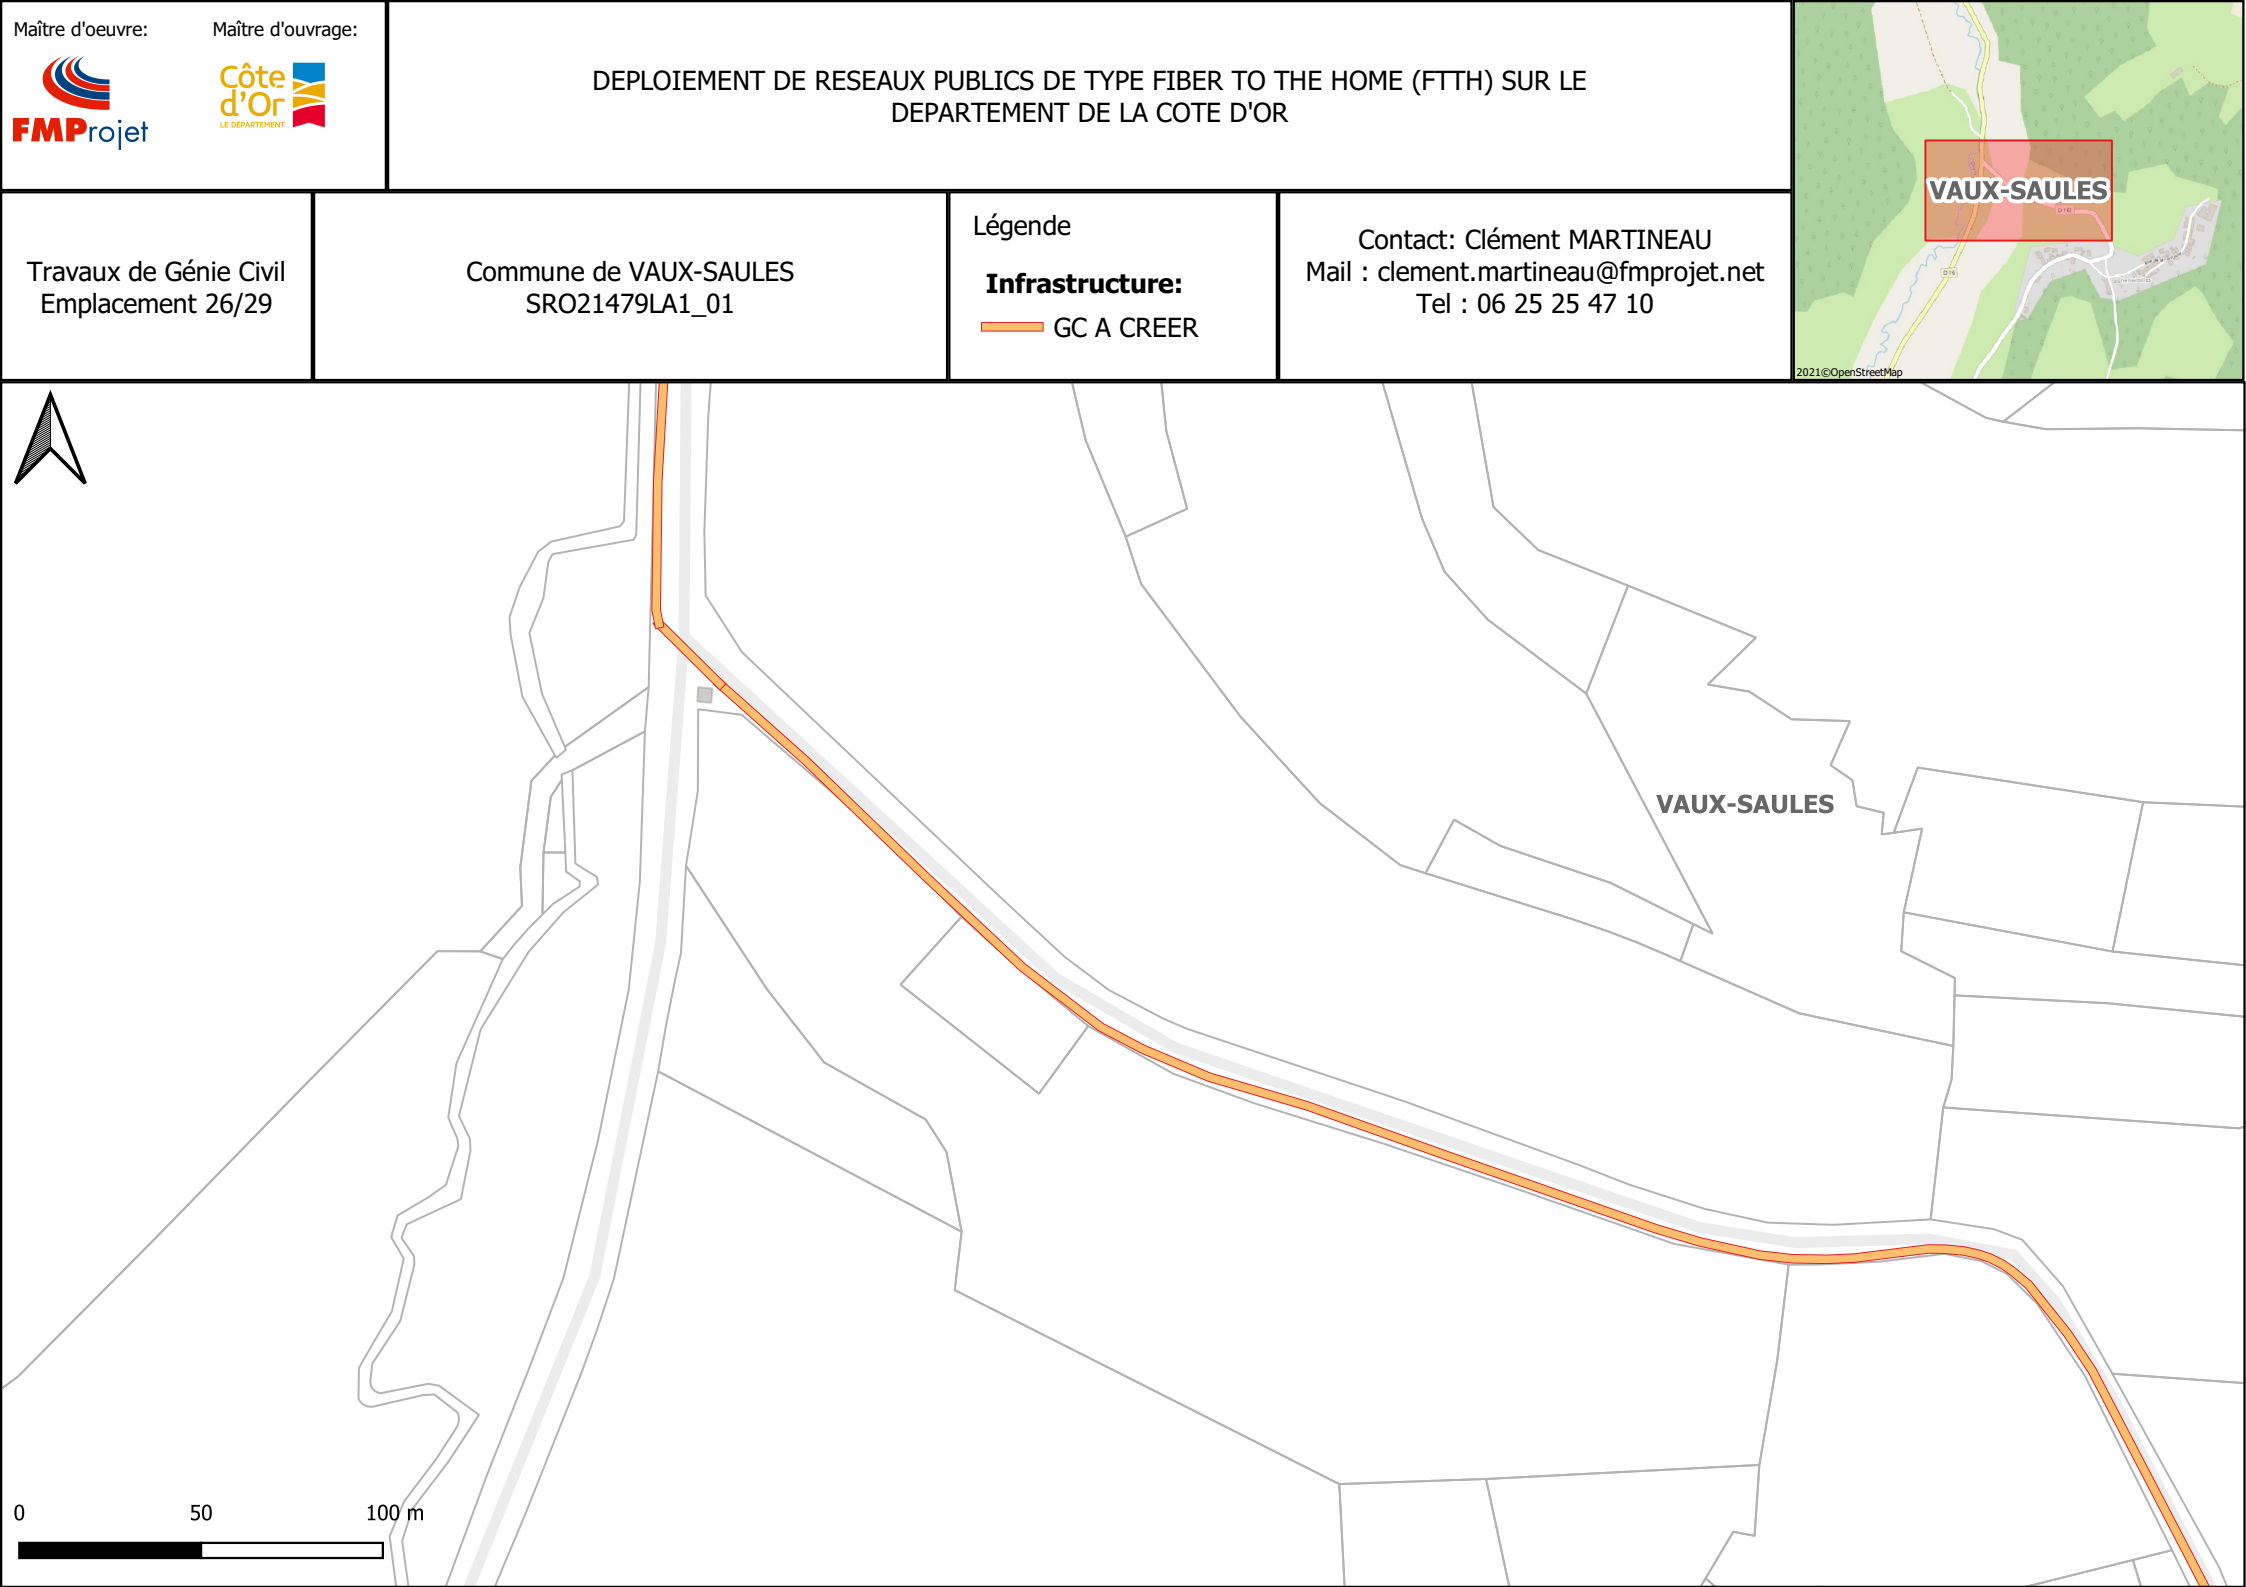 Maître d'oeuvre:
Maître d'ouvrage:
FMProjet
Côte
d'Or
LE DÉPARTEMENT
DEPLOIEMENT DE RESEAUX PUBLICS DE TYPE FIBER TO THE HOME (FTTH) SUR LE
DEPARTEMENT DE LA COTE D'OR
Travaux de Génie Civil
Emplacement 26/29
Commune de VAUX-SAULES
SRO21479LA1_01
Légende
Infrastructure:
GC A CREER
Contact: Clément MARTINEAU
Mail : clement.martineau@fmprojet.net
Tel : 06 25 25 47 10
VAUX-SAULES
D 16
2021©OpenStreetMap
VAUX-SAULES
0 50 100 m